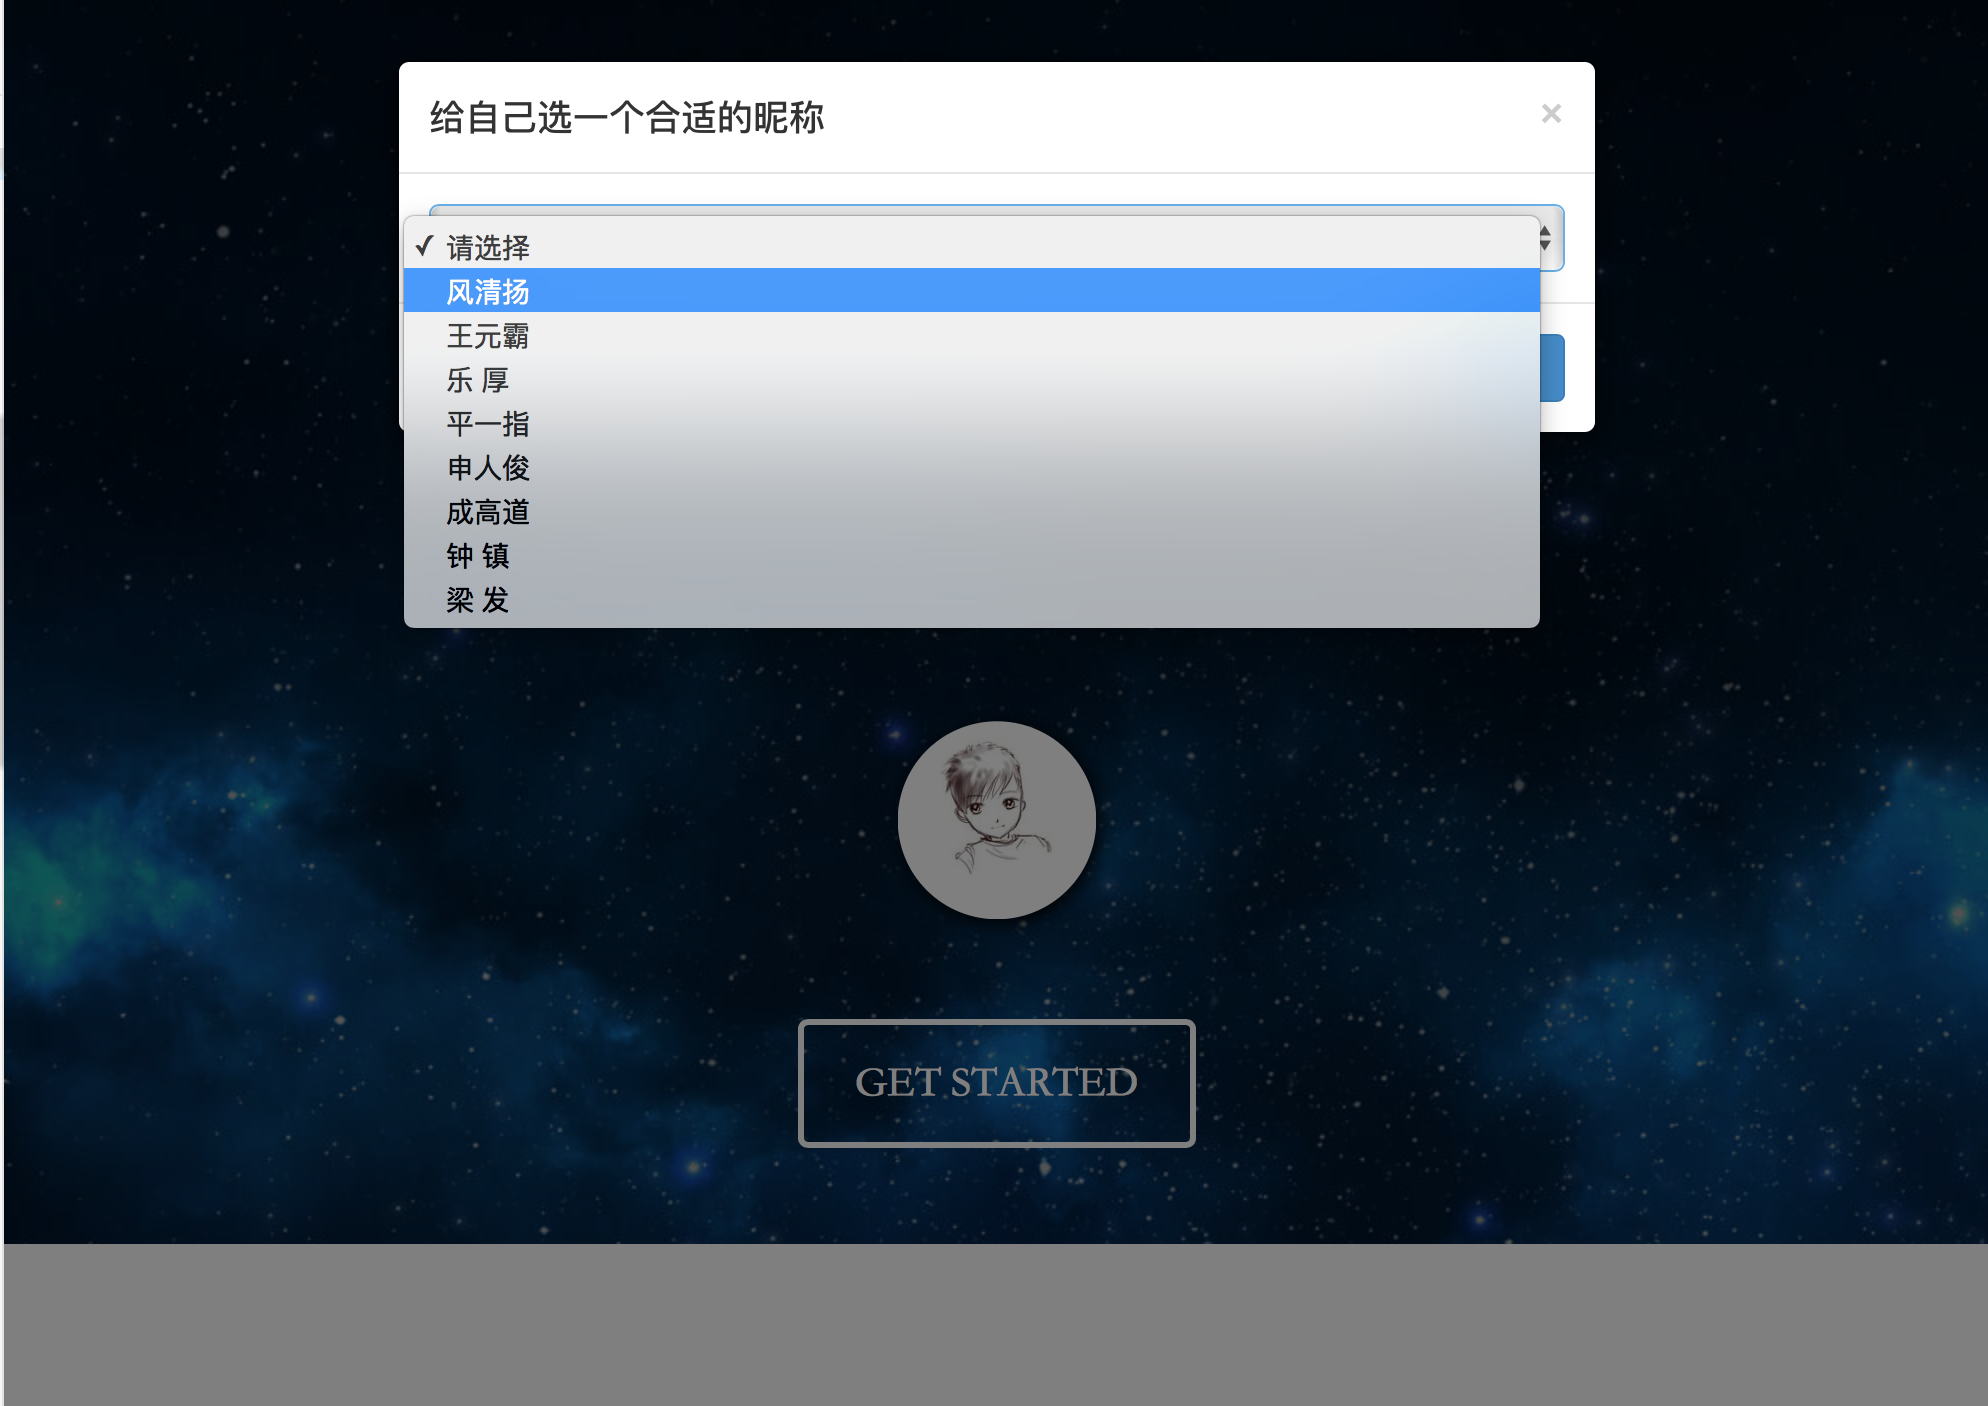 给自己选一个合适的昵称
×
✓ 请选择
风清扬
王元霸
乐 厚
平一指
申人俊
成高道
钟 镇
梁 发
GET STARTED